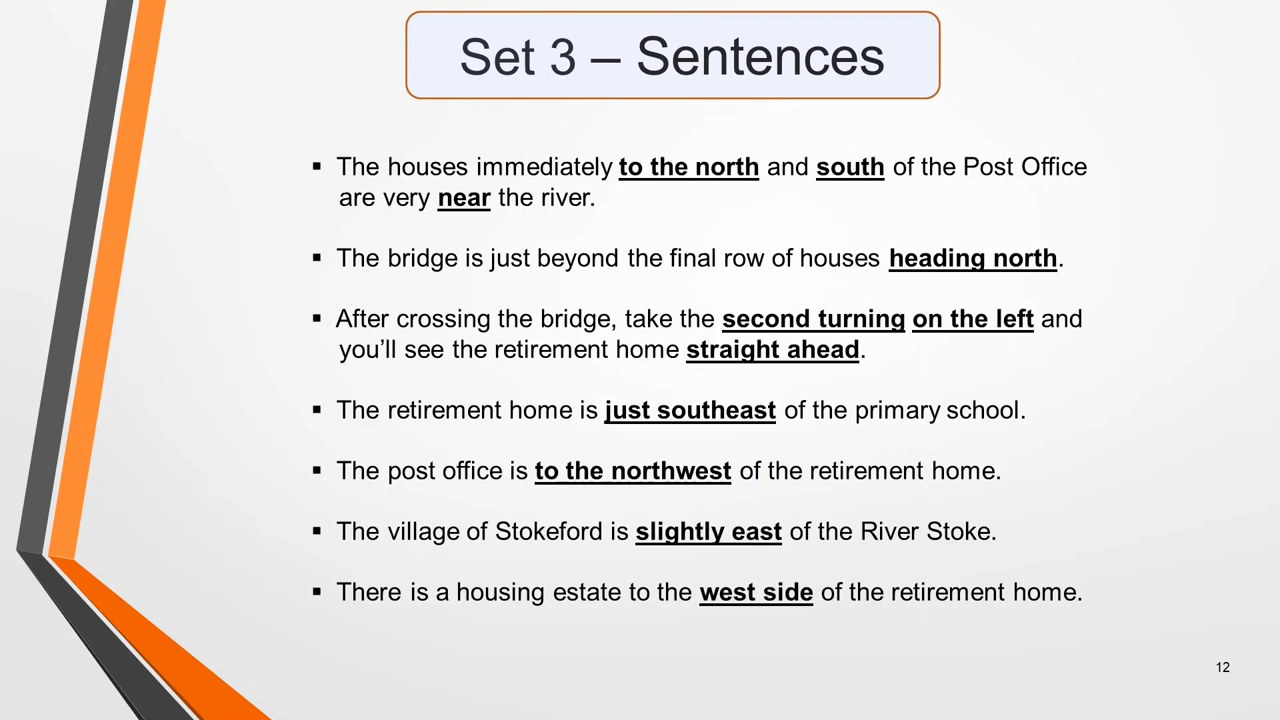 Set 3 – Sentences
▪ The houses immediately to the north and south of the Post Office
are very near the river.
▪ The bridge is just beyond the final row of houses heading north.
▪ After crossing the bridge, take the second turning on the left and
you’ll see the retirement home straight ahead.
▪ The retirement home is just southeast of the primary school.
▪ The post office is to the northwest of the retirement home.
▪ The village of Stokeford is slightly east of the River Stoke.
▪ There is a housing estate to the west side of the retirement home.
12